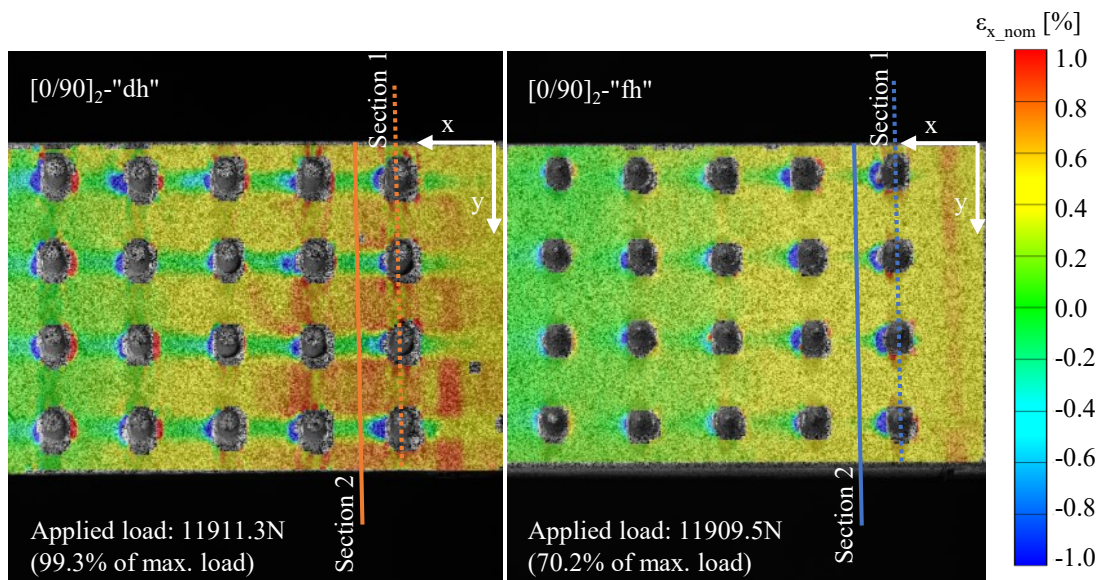 εx_nom [%]
[0/90]2-"dh"
Section 1
x
y
Section 2
Applied load: 11911.3N
(99.3% of max. load)
[0/90]2-"fh"
Section 1
x
y
Section 2
Applied load: 11909.5N
(70.2% of max. load)
1.0
0.8
0.6
0.4
0.2
0.0
-0.2
-0.4
-0.6
-0.8
-1.0